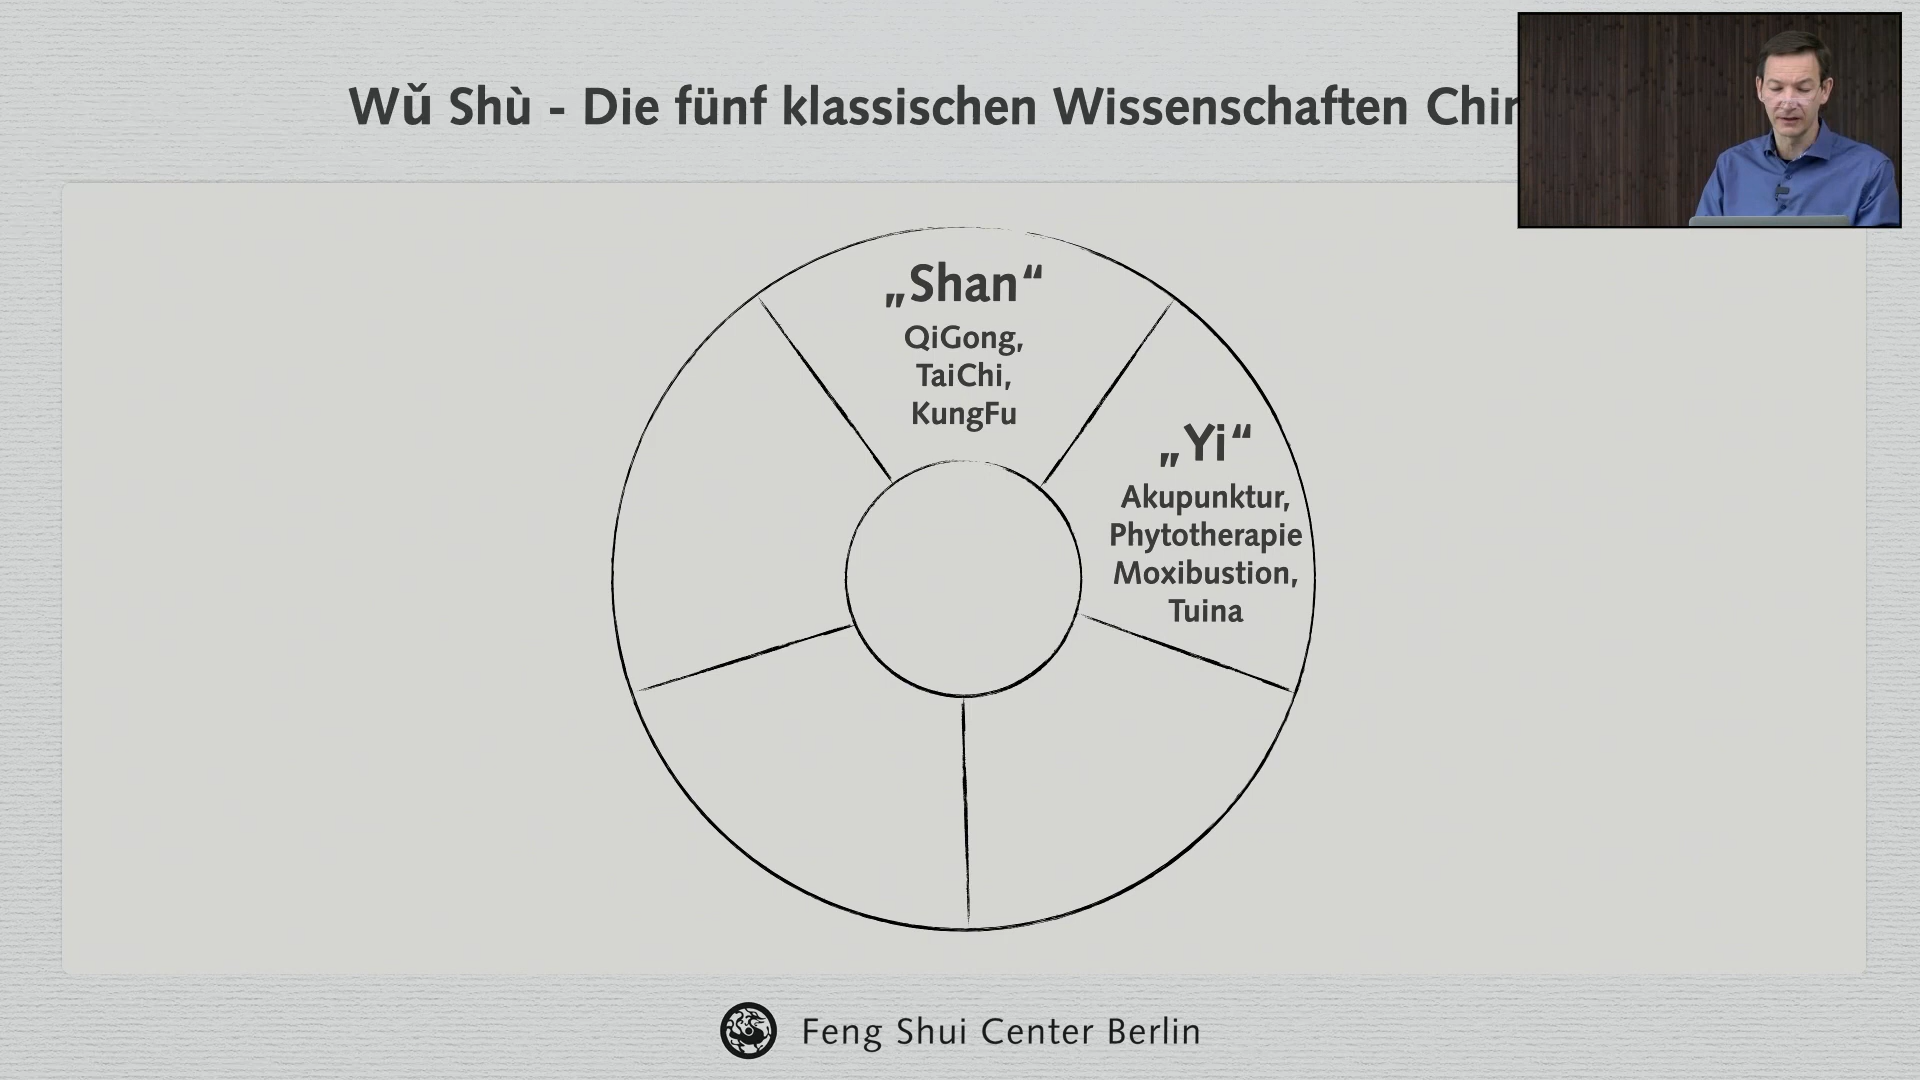 Wǔ Shù - Die fünf klassischen Wissenschaften
„Shan“
QiGong,
TaiChi,
KungFu
„Yi“
Akupunktur,
Phytotherapie
Moxibustion,
Tuina
Feng Shui Center Berlin